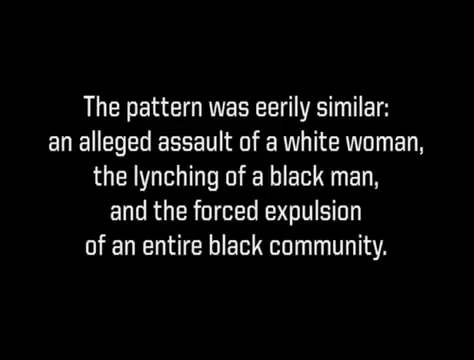 The pattern was eerily similar:
an alleged assault of a white woman,
the lynching of a black man,
and the forced expulsion
of an entire black community.